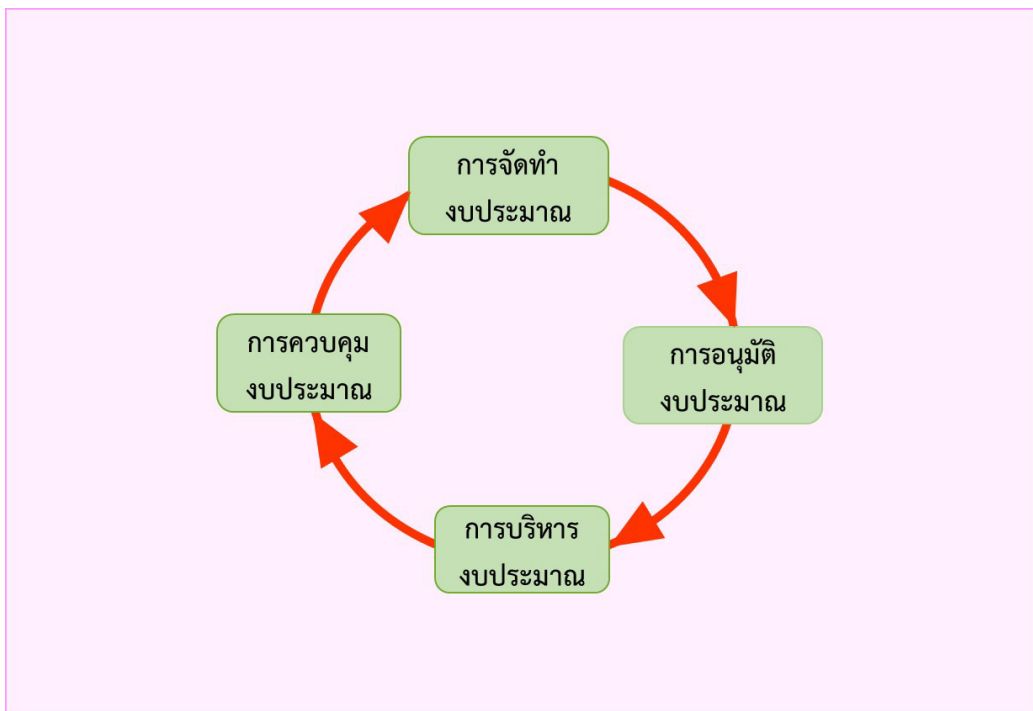 การจัดทำ
งบประมาณ
การอนุมัติ
งบประมาณ
การบริหาร
งบประมาณ
การควบคุม
งบประมาณ